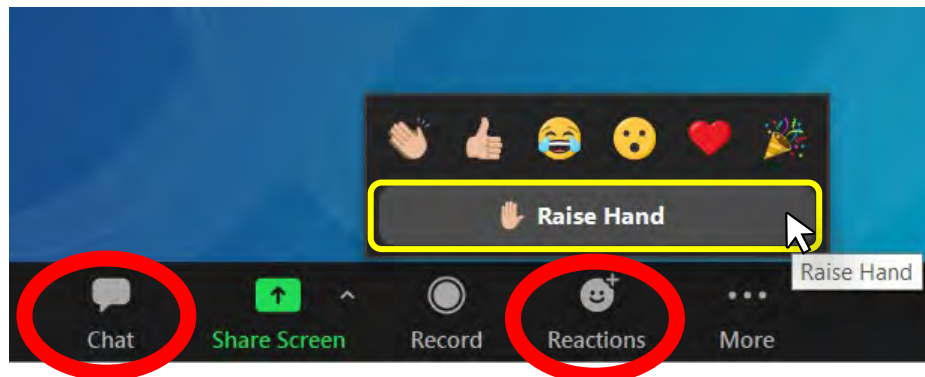 Raise Hand
Raise Hand
Chat
Share Screen
Record
Reactions
More